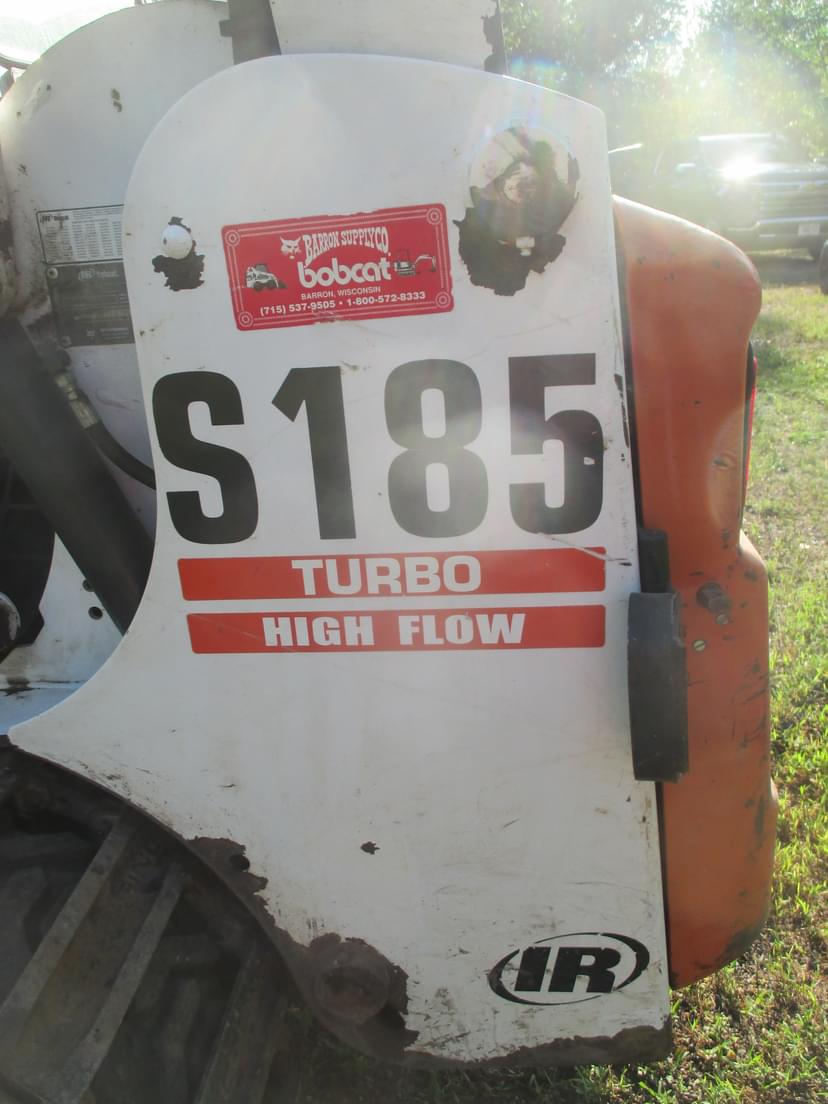 BARRON SUPPLY CO.
bobcat
BARRON, WISCONSIN
(715) 537-9505 • 1-800-572-8333
S185
TURBO
HIGH FLOW
IR